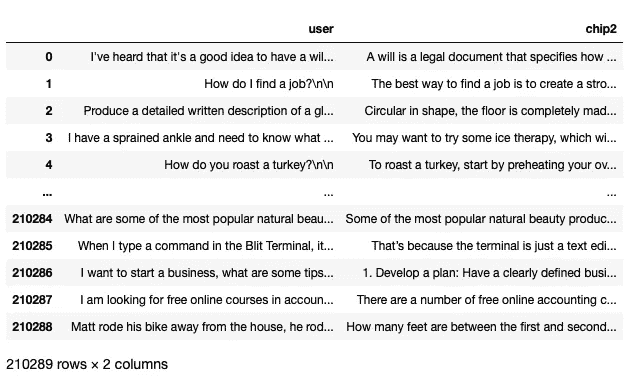 user chip2
0 I've heard that it's a good idea to have a wil... A will is a legal document that specifies how ...
1 How do I find a job?\n\n The best way to find a job is to create a stro...
2 Produce a detailed written description of a gl... Circular in shape, the floor is completely mad...
3 I have a sprained ankle and need to know what ... You may want to try some ice therapy, which wi...
4 How do you roast a turkey?\n\n To roast a turkey, start by preheating your ov...
... ... ...
210284 What are some of the most popular natural beau... Some of the most popular natural beauty produc...
210285 When I type a command in the Blit Terminal, it... That's because the terminal is just a text edi...
210286 I want to start a business, what are some tips... 1. Develop a plan: Have a clearly defined busi...
210287 I am looking for free online courses in accoun... There are a number of free online accounting c...
210288 Matt rode his bike away from the house, he rod... How many feet are between the first and second...
210289 rows × 2 columns